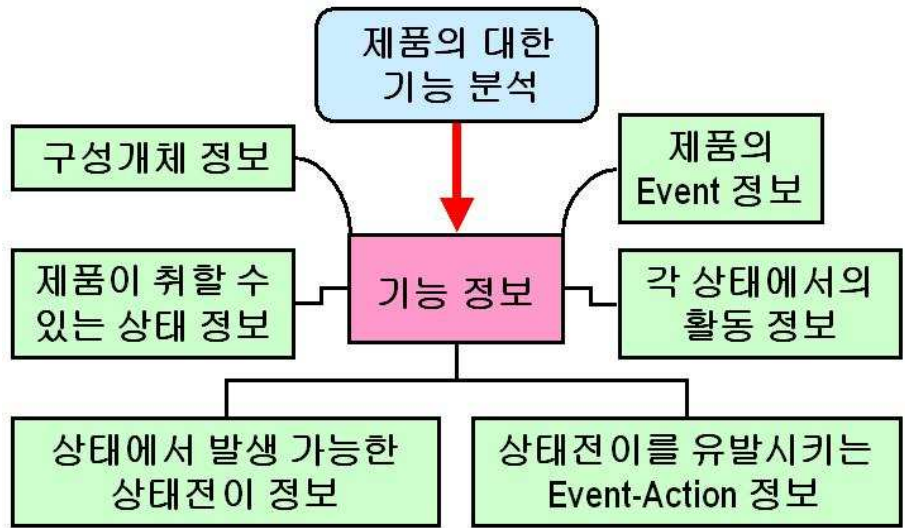 제품의 대한
기능 분석
구성개체 정보
제품의
Event 정보
제품이 취할 수
있는 상태 정보
기능 정보
각 상태에서의
활동 정보
상태에서 발생 가능한
상태전이 정보
상태전이를 유발시키는
Event-Action 정보